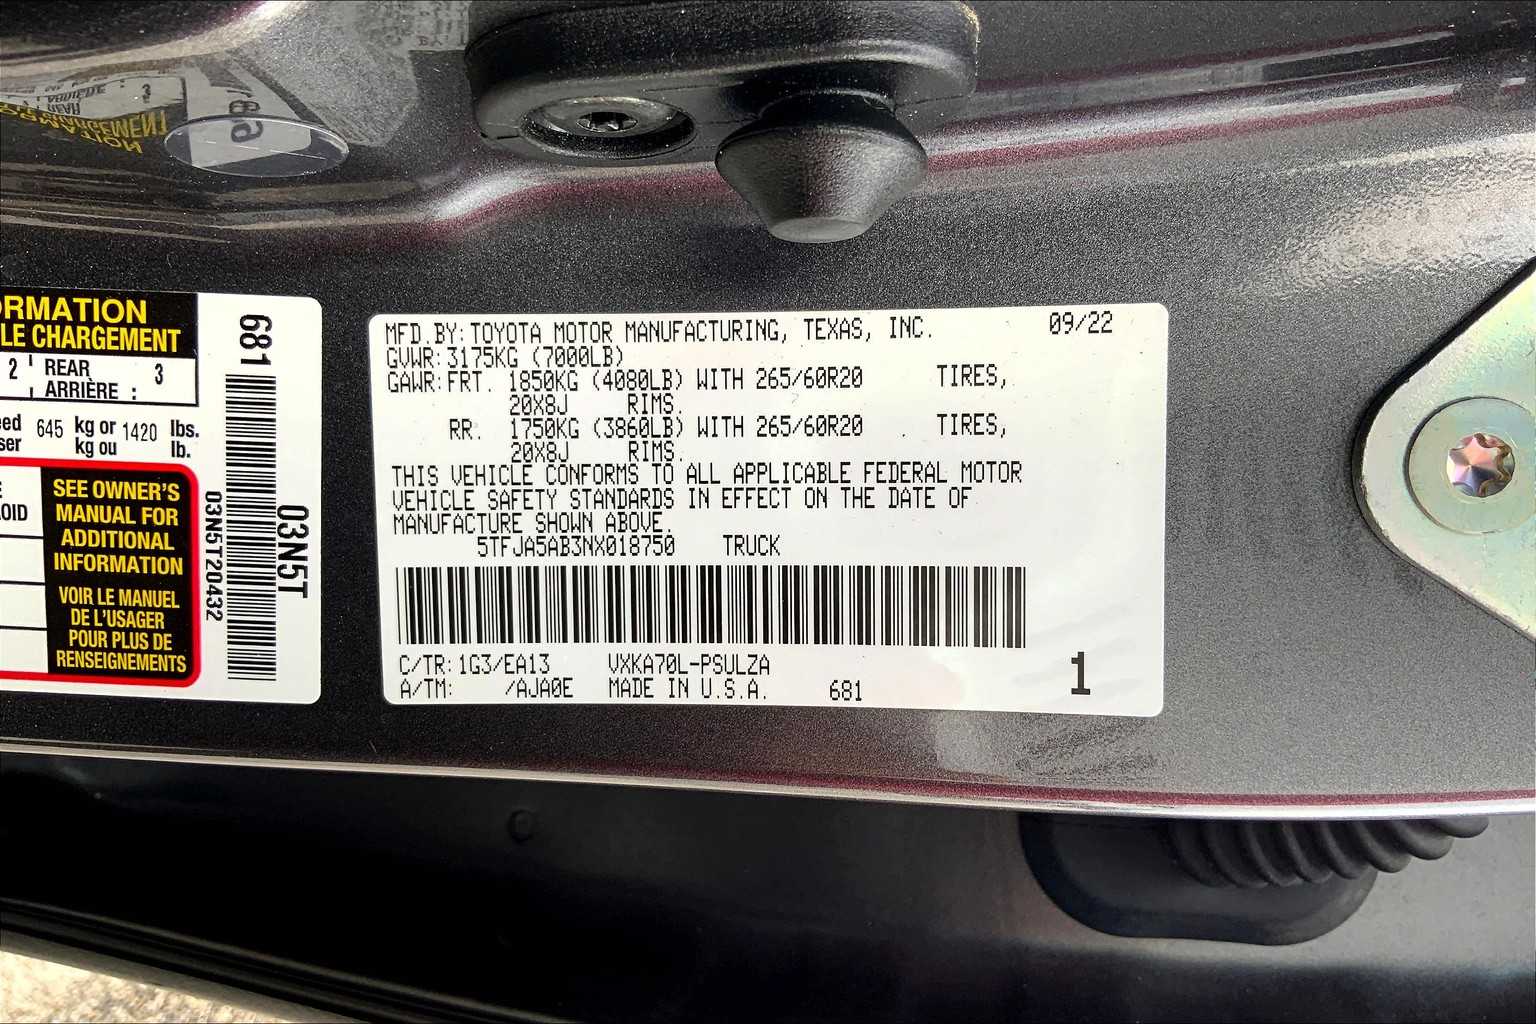 ORMATION
LE CHARGEMENT
2 REAR 3
ARRIÈRE :
645 kg or 1420 lbs.
kg ou lb.
SEE OWNER'S
MANUAL FOR
ADDITIONAL
INFORMATION
VOIR LE MANUEL
DE L'USAGER
POUR PLUS DE
RENSEIGNEMENTS
681
03N5T
03N5T20432
MFD.BY: TOYOTA MOTOR MANUFACTURING, TEXAS, INC. 09/22
GVWR: 3175KG (7000LB)
GAWR: FRT. 1850KG (4080LB) WITH 265/60R20 TIRES,
20X8J RIMS.
RR. 1750KG (3860LB) WITH 265/60R20 TIRES,
20X8J RIMS.
THIS VEHICLE CONFORMS TO ALL APPLICABLE FEDERAL MOTOR
VEHICLE SAFETY STANDARDS IN EFFECT ON THE DATE OF
MANUFACTURE SHOWN ABOVE.
5TFJA5AB3NX018750 TRUCK
C/TR: 1G3/EA13 VXKA70L-PSULZA
A/TM: /AJA0E MADE IN U.S.A. 681
1